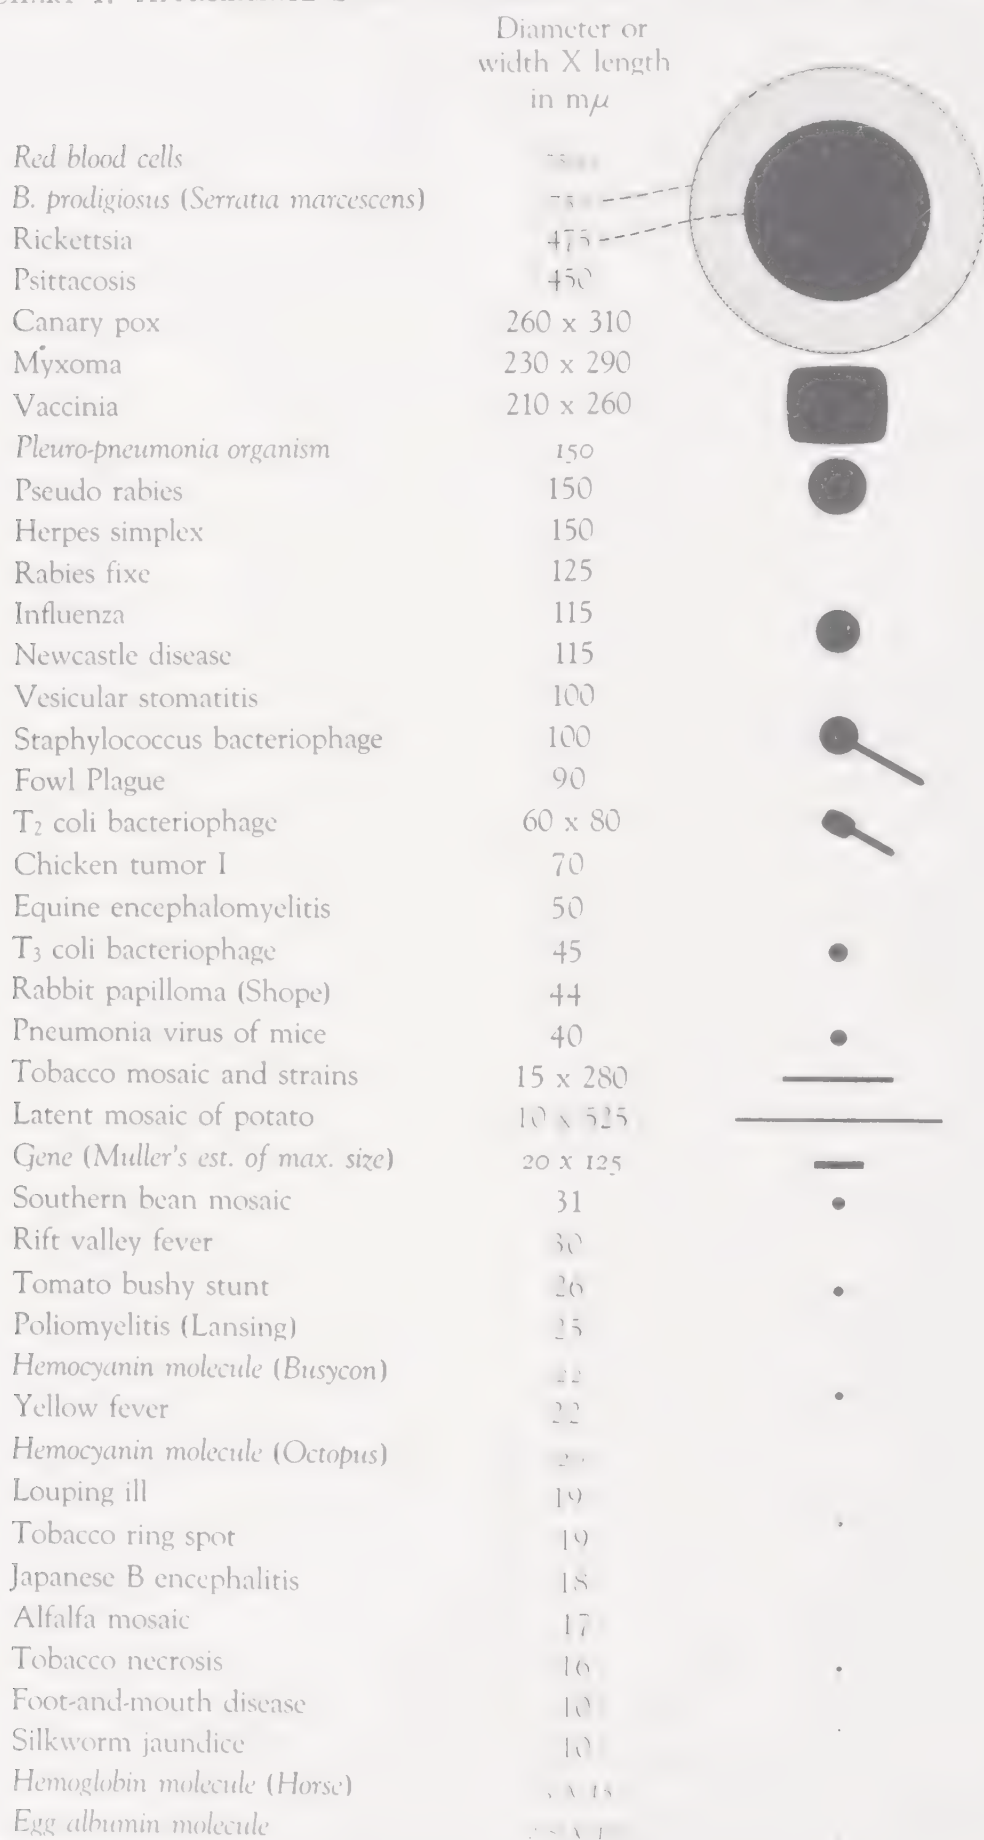 Diameter or
width X length
in mμ
Red blood cells
B. prodigiosus (Serratia marcescens)
Rickettsia 475
Psittacosis 450
Canary pox 260 x 310
Myxoma 230 x 290
Vaccinia 210 x 260
Pleuro-pneumonia organism 150
Pseudo rabies 150
Herpes simplex 150
Rabies fixe 125
Influenza 115
Newcastle disease 115
Vesicular stomatitis 100
Staphylococcus bacteriophage 100
Fowl Plague 90
T₂ coli bacteriophage 60 x 80
Chicken tumor I 70
Equine encephalomyelitis 50
T₃ coli bacteriophage 45
Rabbit papilloma (Shope) 44
Pneumonia virus of mice 40
Tobacco mosaic and strains 15 x 280
Latent mosaic of potato 10 x 525
Gene (Muller's est. of max. size) 20 X 125
Southern bean mosaic 31
Rift valley fever 30
Tomato bushy stunt 26
Poliomyelitis (Lansing) 25
Hemocyanin molecule (Busycon) 22
Yellow fever 22
Hemocyanin molecule (Octopus)
Louping ill 19
Tobacco ring spot 19
Japanese B encephalitis 18
Alfalfa mosaic 17
Tobacco necrosis 16
Foot-and-mouth disease 10
Silkworm jaundice 10
Hemoglobin molecule (Horse)
Egg albumin molecule